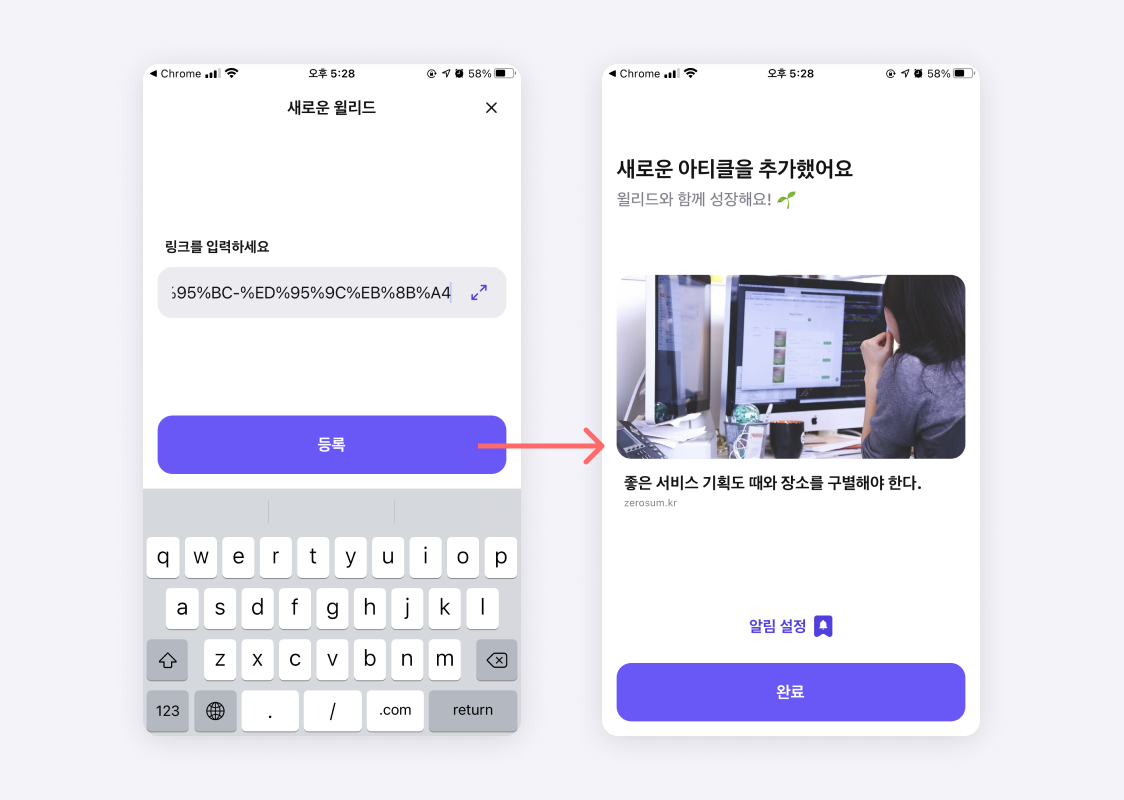 Chrome 오후 5:28 58%
새로운 윌리드
링크를 입력하세요
%95%BC-%ED%95%9C%EB%8B%A4
등록
q w e r t y u i o p
a s d f g h j k l
z x c v b n m
123 . / .com return
Chrome 오후 5:28 58%
새로운 아티클을 추가했어요
윌리드와 함께 성장해요!
좋은 서비스 기획도 때와 장소를 구별해야 한다.
zerosum.kr
알림 설정
완료